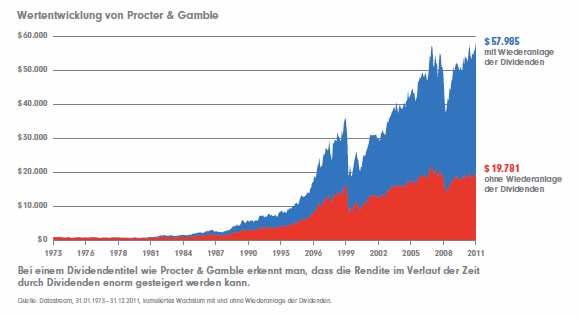 Wertentwicklung von Procter & Gamble
$ 60.000
$ 50.000
$ 40.000
$ 30.000
$ 20.000
$ 10.000
$ 0
1973 1976 1978 1981 1984 1987 1990 1993 1996 1999 2002 2005 2008 2011
$ 57.985
mit Wiederanlage
der Dividenden
$ 19.781
ohne Wiederanlage
der Dividenden
Bei einem Dividendentitel wie Procter & Gamble erkennt man, dass die Rendite im Verlauf der Zeit
durch Dividenden enorm gesteigert werden kann.
Quelle: Datastream, 31.01.1973 - 31.12.2011, kumuliertes Wachstum mit und ohne Wiederanlage der Dividenden.